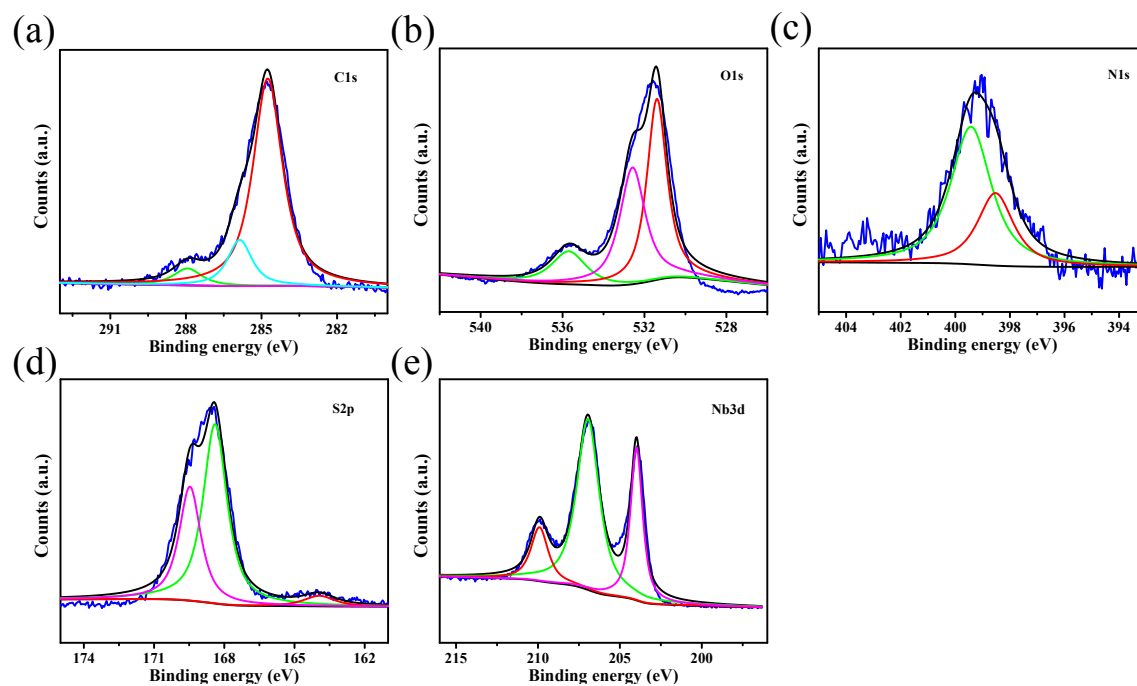 (a)
C1s
Counts (a.u.)
291 288 285 282
Binding energy (eV)
(b)
O1s
Counts (a.u.)
540 536 532 528
Binding energy (eV)
(c)
N1s
Counts (a.u.)
404 402 400 398 396 394
Binding energy (eV)
(d)
S2p
Counts (a.u.)
174 171 168 165 162
Binding energy (eV)
(e)
Nb3d
Counts (a.u.)
215 210 205 200
Binding energy (eV)